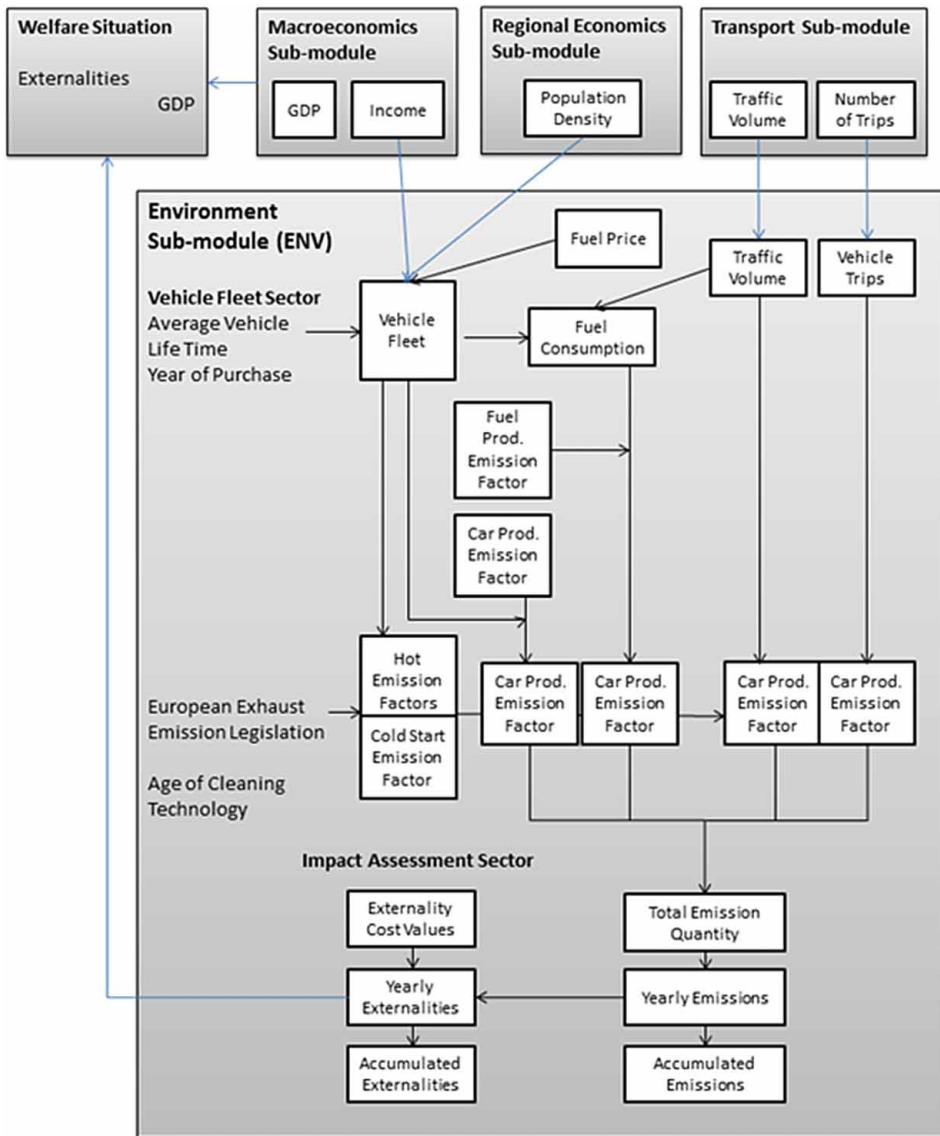 Welfare Situation
Externalities
GDP
Macroeconomics
Sub-module
GDP
Income
Regional Economics
Sub-module
Population
Density
Transport Sub-module
Traffic
Volume
Number
of Trips
Environment
Sub-module (ENV)
Fuel Price
Traffic
Volume
Vehicle
Trips
Vehicle Fleet Sector
Average Vehicle
Life Time
Year of Purchase
Vehicle
Fleet
Fuel
Consumption
Fuel
Prod.
Emission
Factor
Car Prod.
Emission
Factor
European Exhaust
Emission Legislation
Age of Cleaning
Technology
Hot
Emission
Factors
Cold Start
Emission
Factor
Car Prod.
Emission
Factor
Car Prod.
Emission
Factor
Car Prod.
Emission
Factor
Car Prod.
Emission
Factor
Impact Assessment Sector
Externality
Cost Values
Total Emission
Quantity
Yearly
Externalities
Yearly Emissions
Accumulated
Externalities
Accumulated
Emissions